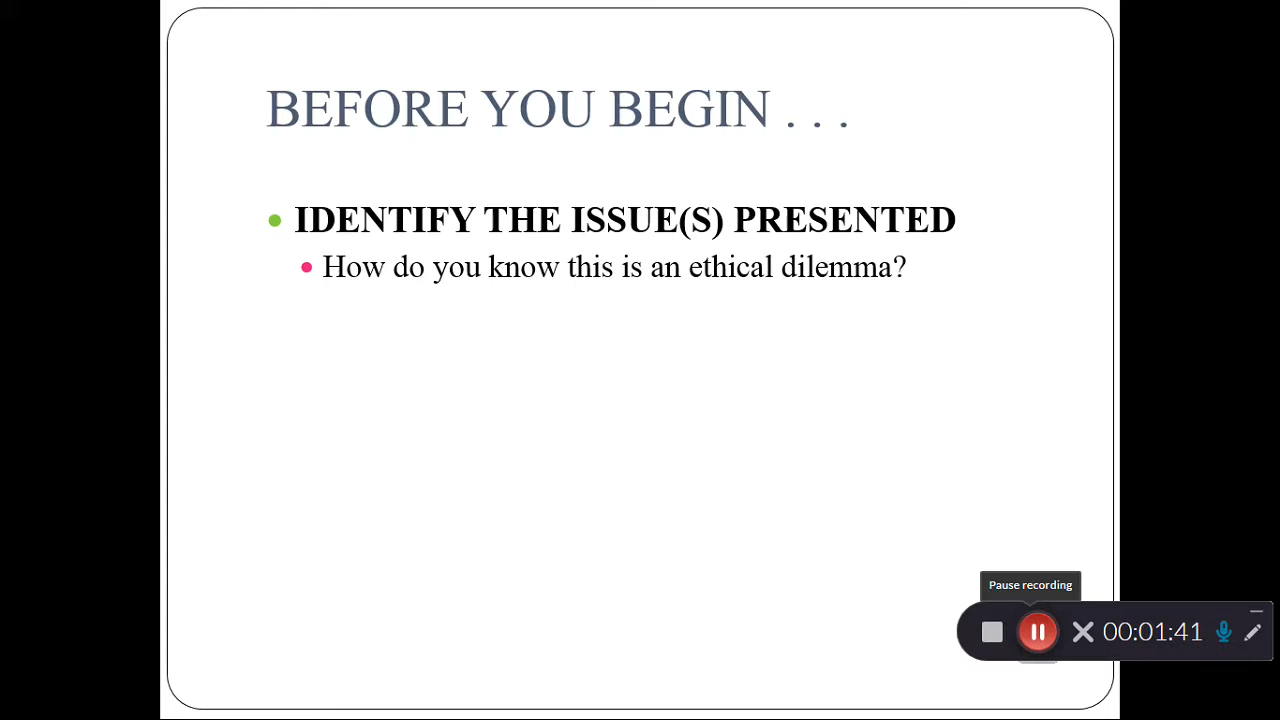 BEFORE YOU BEGIN . . .
IDENTIFY THE ISSUE(S) PRESENTED
How do you know this is an ethical dilemma?
Pause recording
00:01:41